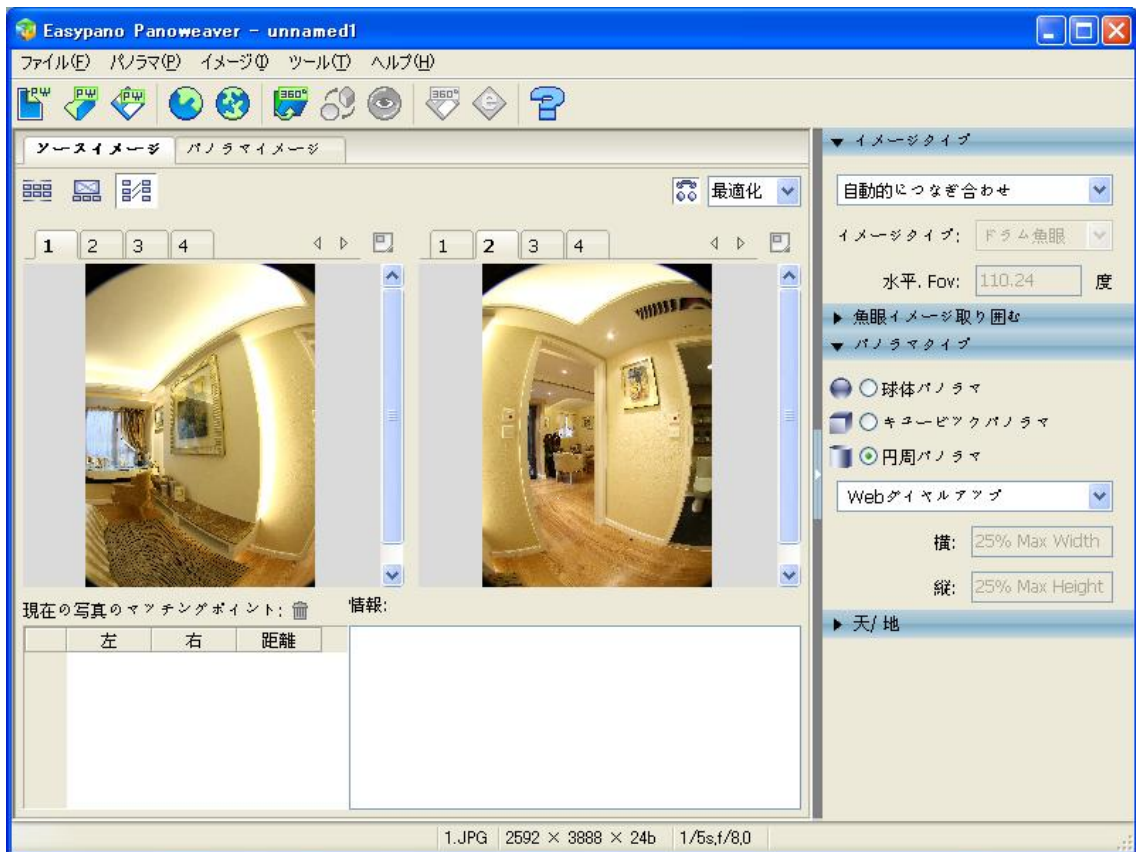 Easypano Panoweaver - unnamed1
ファイル(F) パノラマ(P) イメージ(I) ツール(T) ヘルプ(H)
PW PW PW 360° 360° e ?
ソースイメージ パノラマイメージ
最適化
1 2 3 4
1 2 3 4
現在の写真のマッチングポイント:
左 右 距離
情報:
イメージタイプ
自動的につなぎ合わせ
イメージタイプ: ドラム魚眼
水平. Fov: 110.24 度
魚眼イメージ取り囲む
パノラマタイプ
球体パノラマ
キュービックパノラマ
円周パノラマ
Webダイヤルアップ
横: 25% Max Width
縦: 25% Max Height
天/地
1.JPG 2592 × 3888 × 24b 1/5s,f/8.0